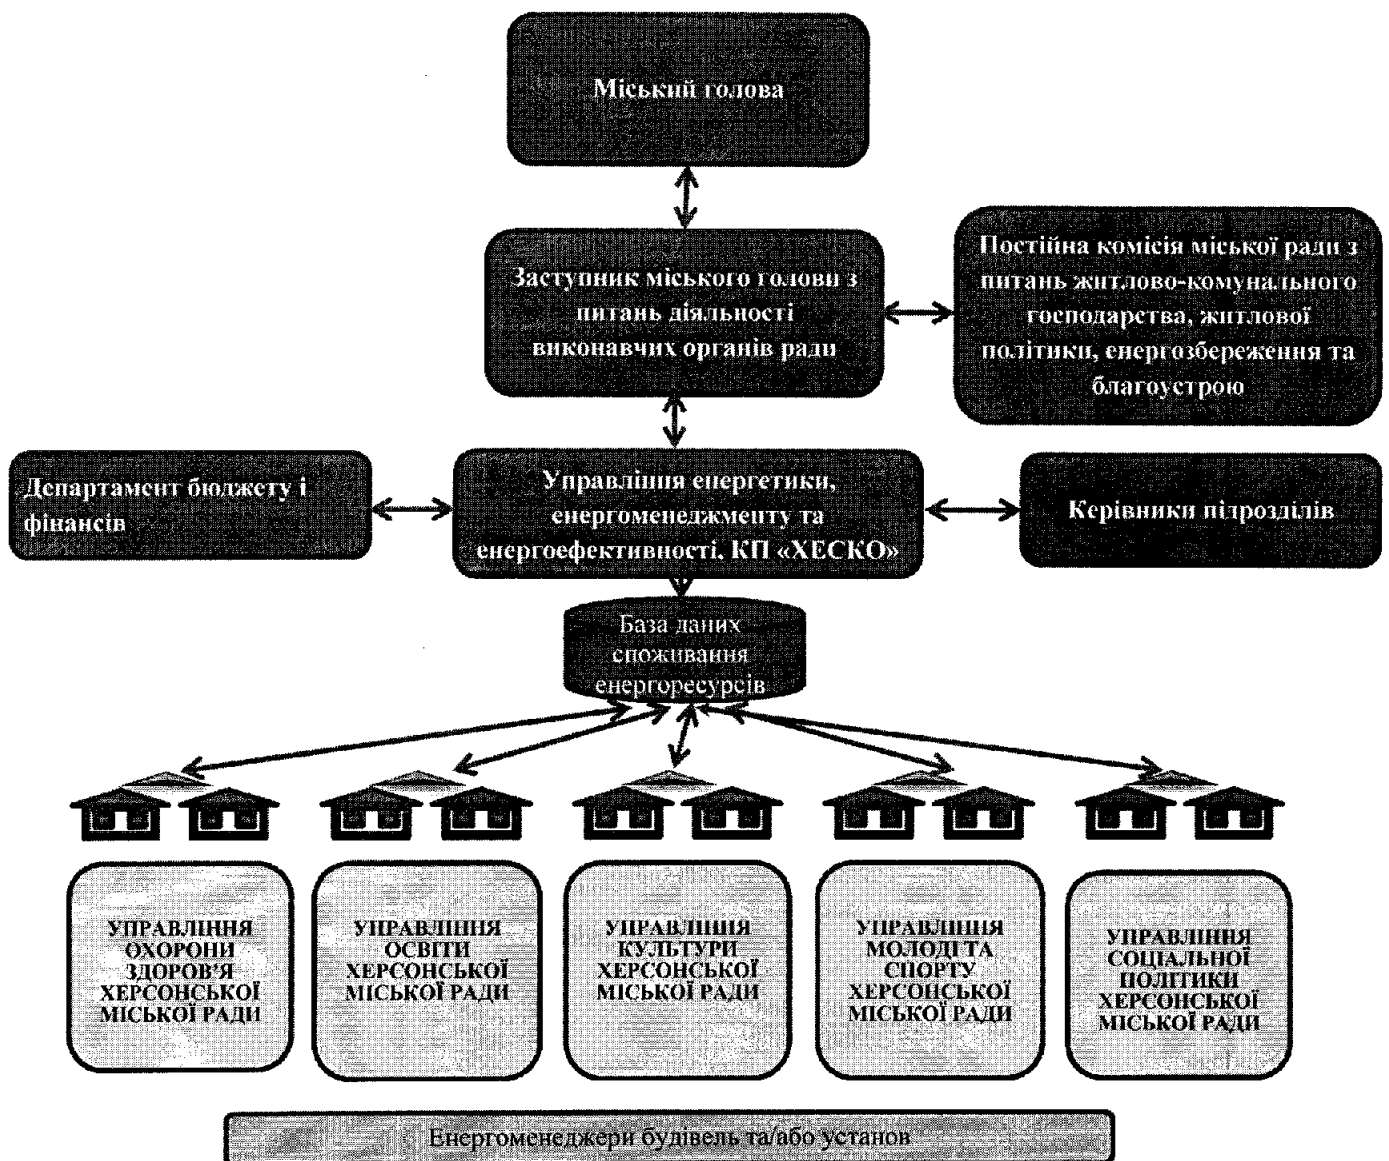 Міський голова
Заступник міського голови з
питань діяльності
виконавчих органів ради
Постійна комісія міської ради з
питань житлово-комунального
господарства, житлової
політики, енергозбереження та
благоустрою
Департамент бюджету і
фінансів
Управління енергетики,
енергоменеджменту та
енергоефективності, КП «ХЕСКО»
Керівники підрозділів
База даних
споживання
енергоресурсів
УПРАВЛІННЯ
ОХОРОНИ
ЗДОРОВ'Я
ХЕРСОНСЬКОЇ
МІСЬКОЇ РАДИ
УПРАВЛІННЯ
ОСВІТИ
ХЕРСОНСЬКОЇ
МІСЬКОЇ РАДИ
УПРАВЛІННЯ
КУЛЬТУРИ
ХЕРСОНСЬКОЇ
МІСЬКОЇ РАДИ
УПРАВЛІННЯ
МОЛОДІ ТА
СПОРТУ
ХЕРСОНСЬКОЇ
МІСЬКОЇ РАДИ
УПРАВЛІННЯ
СОЦІАЛЬНОЇ
ПОЛІТИКИ
ХЕРСОНСЬКОЇ
МІСЬКОЇ РАДИ
Енергоменеджери будівель та/або установ